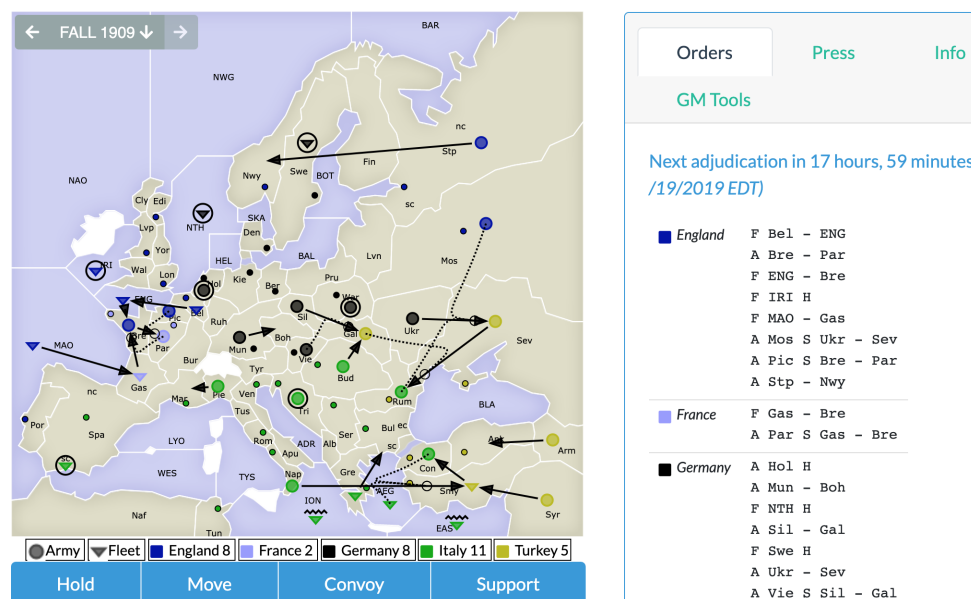 FALL 1909
BAR
NWG
nc
Stp
NAO
Nwy
Swe
BOT
Fin
sc
Cly Edi
Lvp
NTH
SKA
Den
Mos
Yor
IRI
Wal
Lon
HEL
BAL
Lvn
Kie
Hol
Ber
Pru
War
ENG
Bel
Pic
Ruh
Sil
Gal
Ukr
Sev
MAO
Bre
Par
Mun
Boh
Vie
Bur
Tyr
Bud
Gas
Mar
Pie
Ven
Tri
Rum
nc
Por
Spa
Tus
BLA
LYO
Rom
ADR
Alb
Ser
Bul ec
sc
Ank
Arm
sc
WES
TYS
Apu
Nap
Gre
Con
Smy
AEG
ION
Syr
Naf
Tun
EAS
Army
Fleet
England 8
France 2
Germany 8
Italy 11
Turkey 5
Hold
Move
Convoy
Support
Orders
Press
Info
GM Tools
Next adjudication in 17 hours, 59 minutes
/19/2019 EDT)
England
F Bel - ENG
A Bre - Par
F ENG - Bre
F IRI H
F MAO - Gas
A Mos S Ukr - Sev
A Pic S Bre - Par
A Stp - Nwy
France
F Gas - Bre
A Par S Gas - Bre
Germany
A Hol H
A Mun - Boh
F NTH H
A Sil - Gal
F Swe H
A Ukr - Sev
A Vie S Sil - Gal